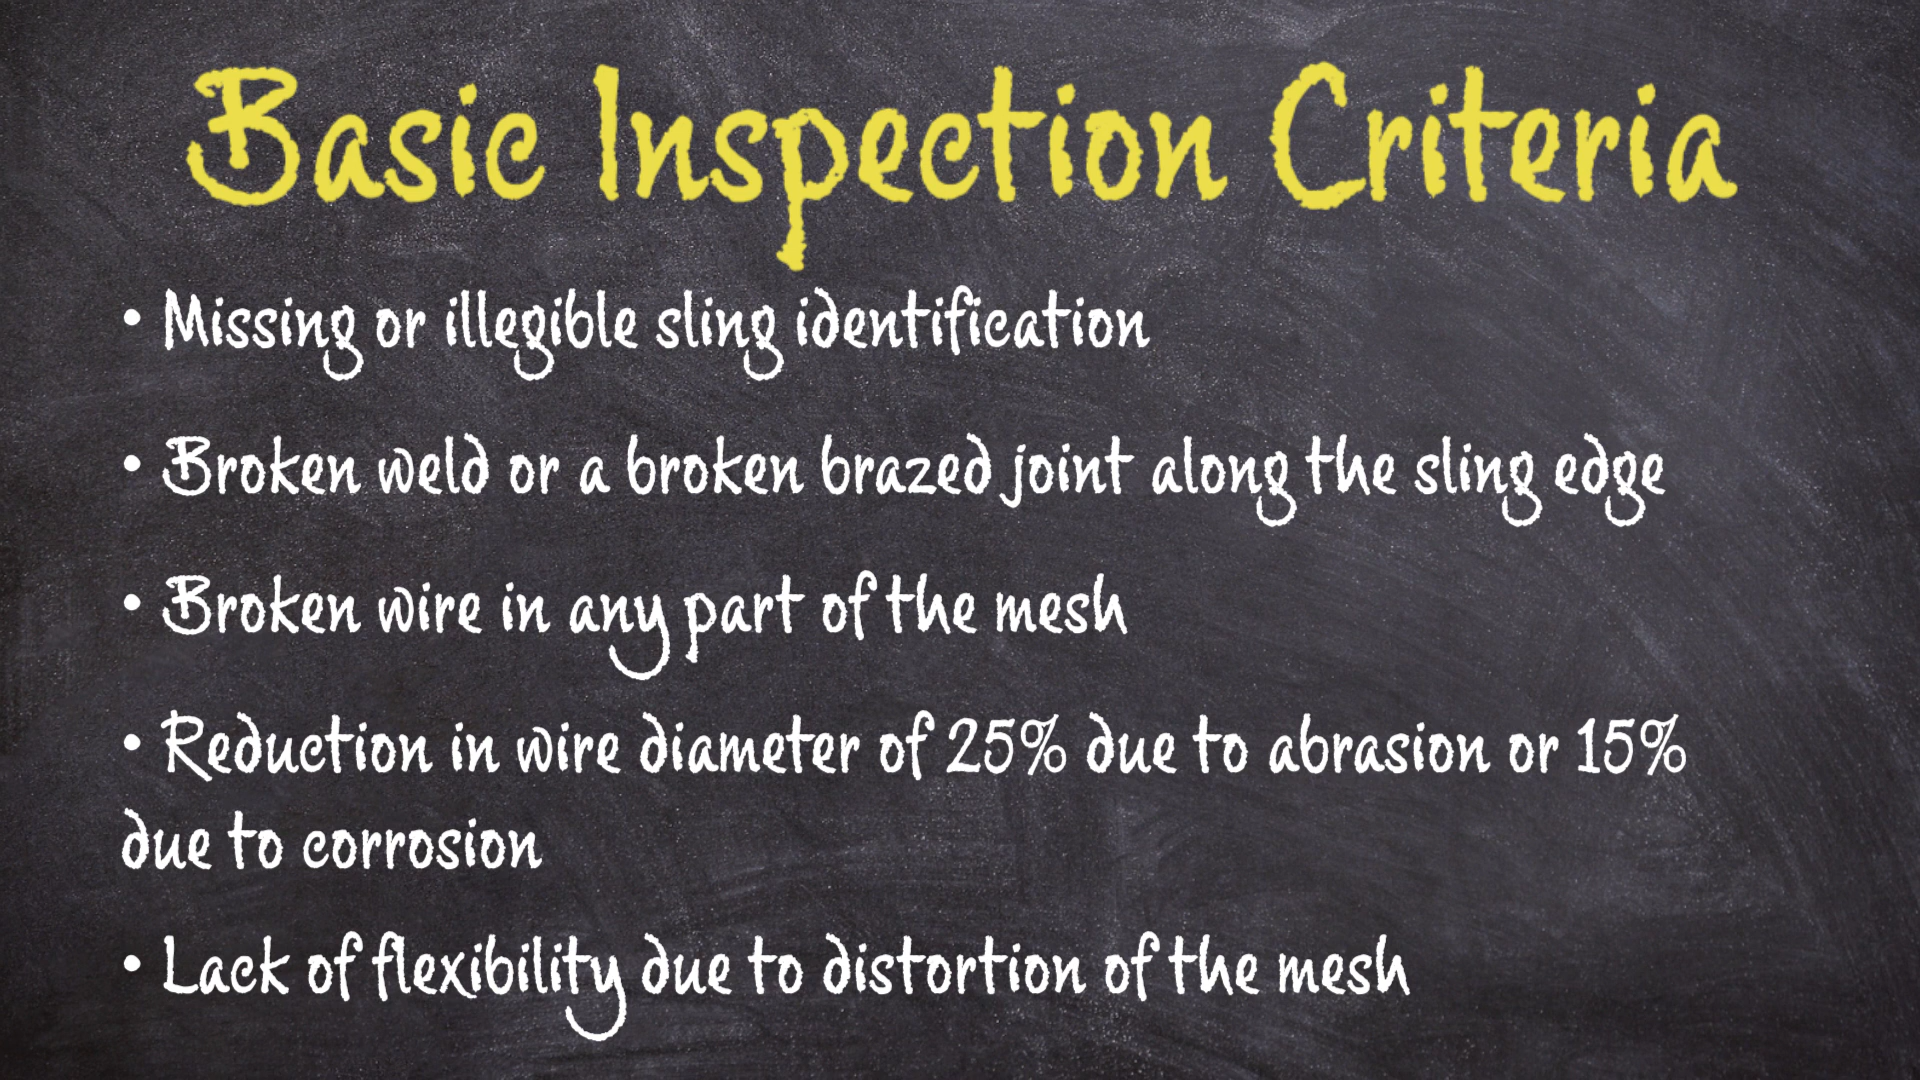 Basic Inspection Criteria
• Missing or illegible sling identification
• Broken weld or a broken brazed joint along the sling edge
• Broken wire in any part of the mesh
• Reduction in wire diameter of 25% due to abrasion or 15%
due to corrosion
• Lack of flexibility due to distortion of the mesh